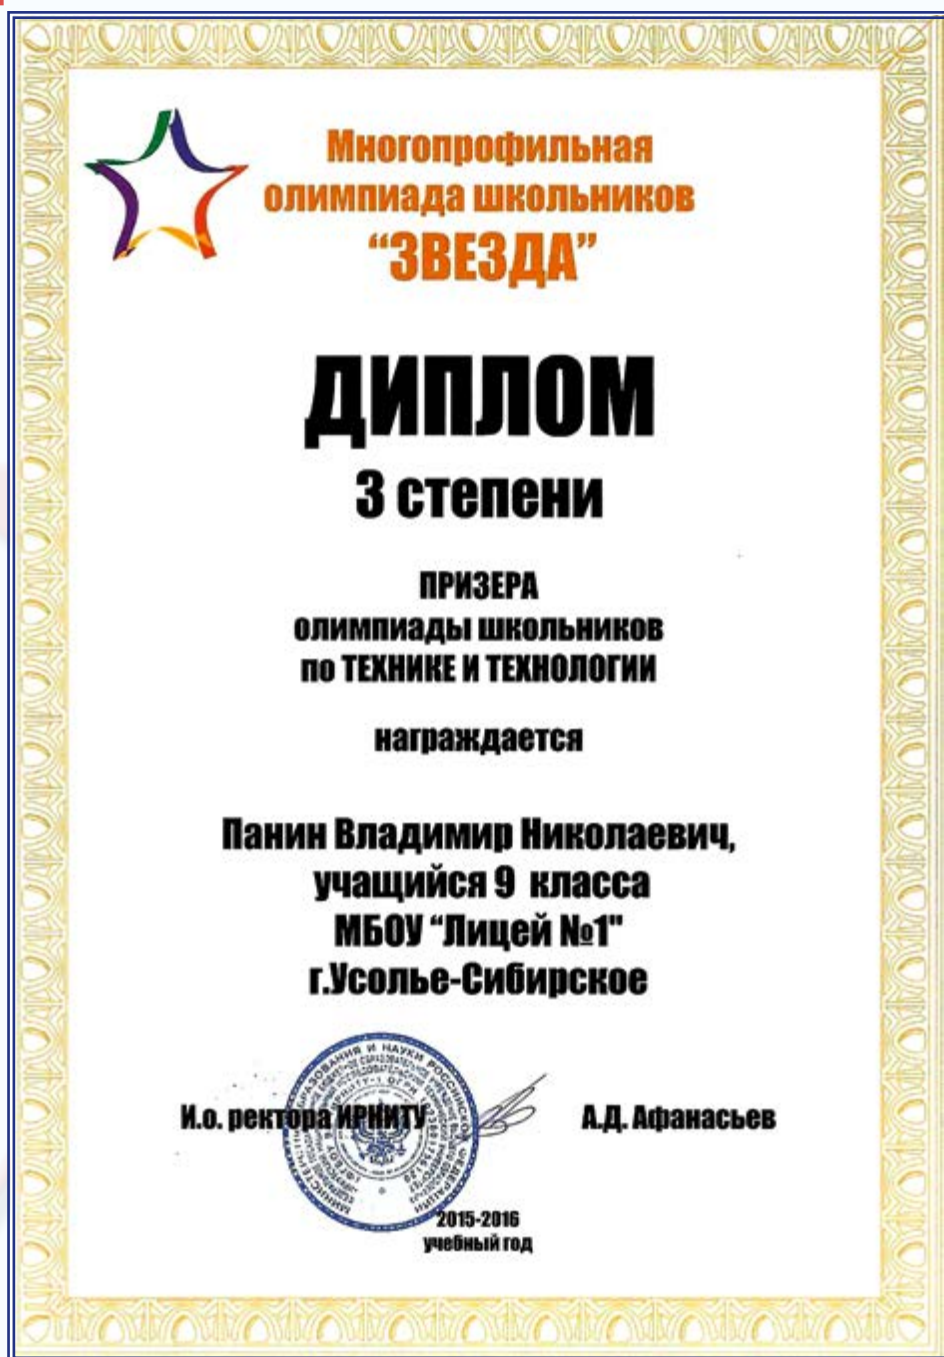 Многопрофильная
олимпиада школьников
“ЗВЕЗДА”
ДИПЛОМ
3 степени
ПРИЗЕРА
олимпиады школьников
по ТЕХНИКЕ И ТЕХНОЛОГИИ
награждается
Панин Владимир Николаевич,
учащийся 9 класса
МБОУ “Лицей №1"
г.Усолье-Сибирское
И.о. ректора ИРНИТУ А.Д. Афанасьев
2015-2016
учебный год